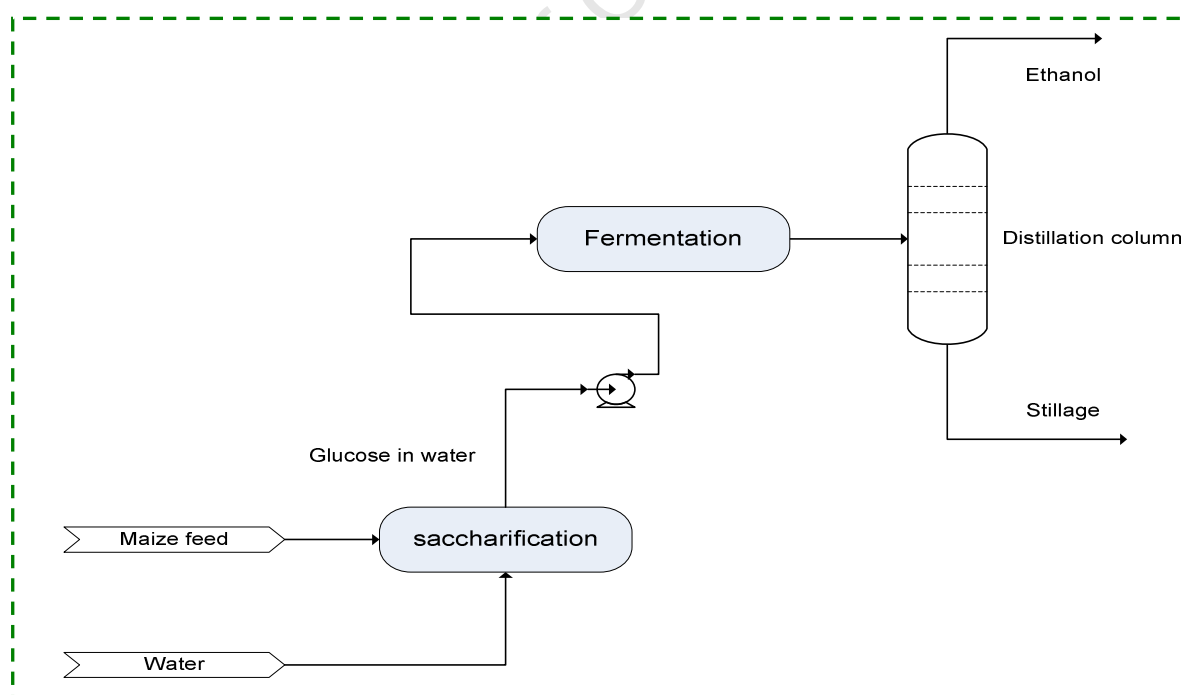 Ethanol
Fermentation
Distillation column
Stillage
Glucose in water
Maize feed
saccharification
Water